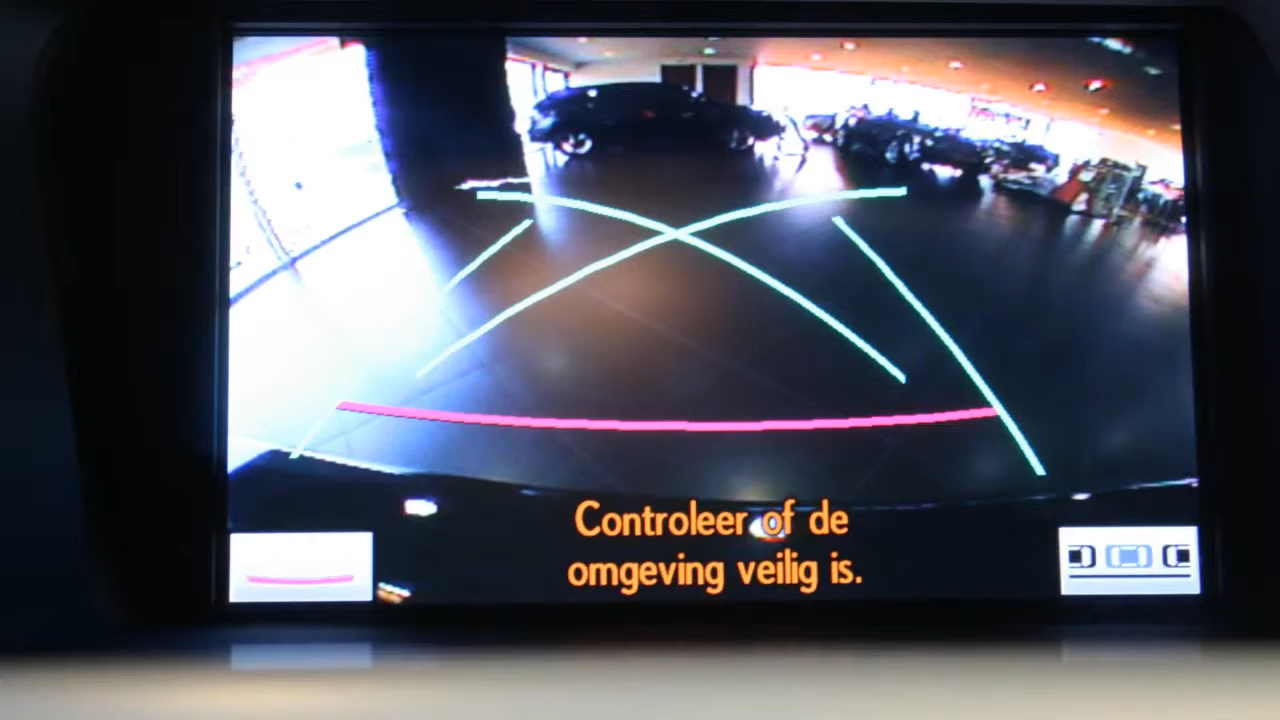 Controleer of de
omgeving veilig is.